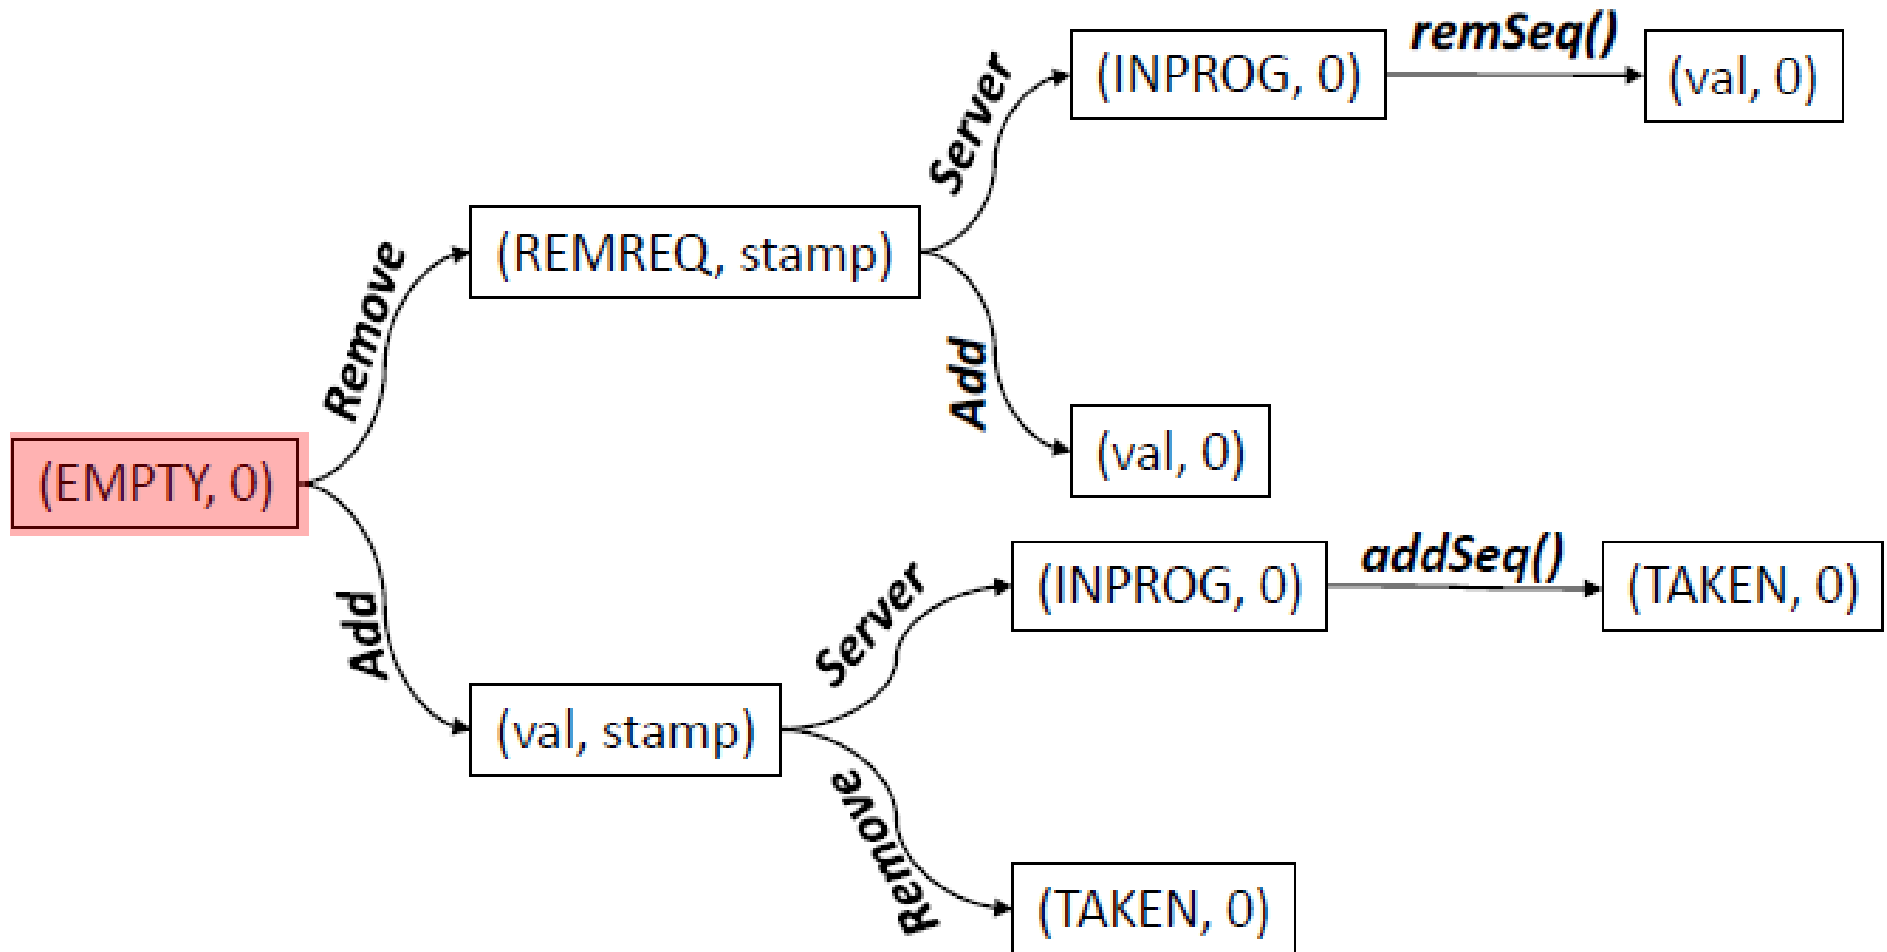 remSeq()
(INPROG, 0)
(val, 0)
Server
(REMREQ, stamp)
Remove
Add
(val, 0)
(EMPTY, 0)
addSeq()
(INPROG, 0)
(TAKEN, 0)
Server
Add
(val, stamp)
Remove
(TAKEN, 0)